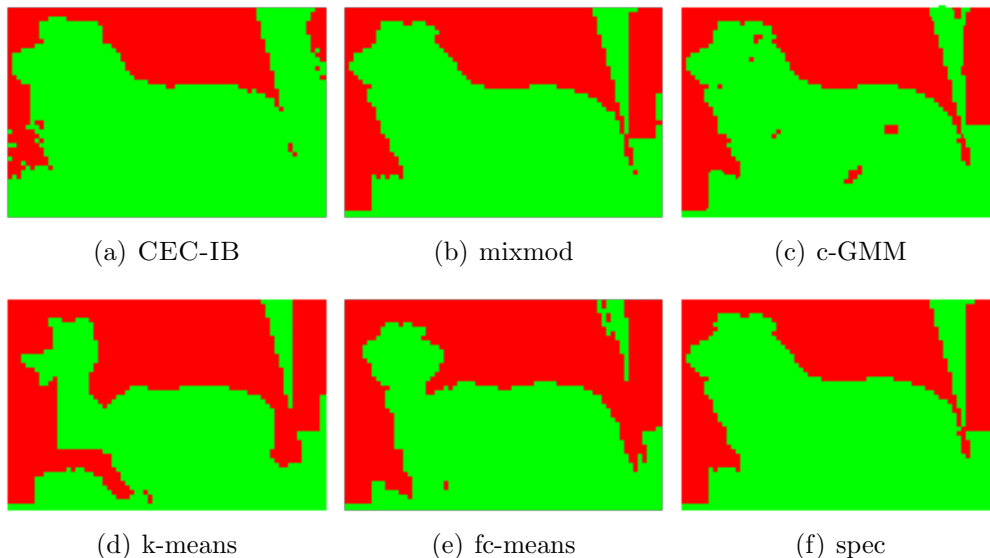 (a) CEC-IB
(b) mixmod
(c) c-GMM
(d) k-means
(e) fc-means
(f) spec